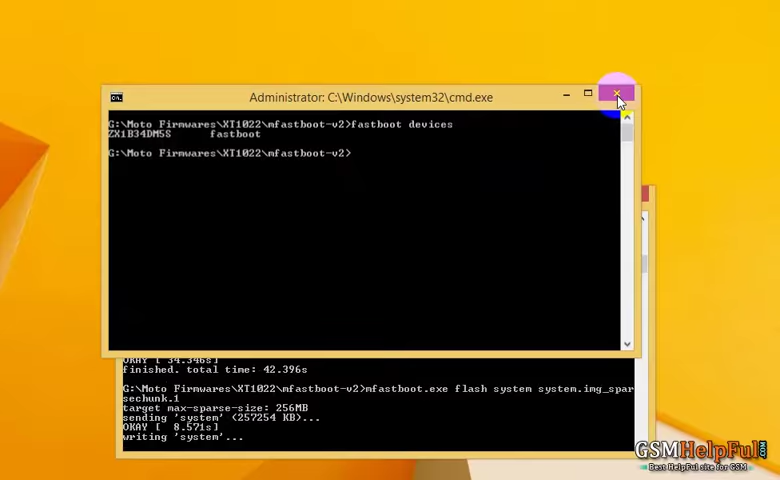 Administrator: C:\Windows\system32\cmd.exe
G:\Moto Firmwares\XT1022\mfastboot-v2>fastboot devices
ZX1B34DM5S fastboot
G:\Moto Firmwares\XT1022\mfastboot-v2>
OKAY [ 34.346s]
finished. total time: 42.396s
G:\Moto Firmwares\XT1022\mfastboot-v2>mfastboot.exe flash system system.img_spar
sechunk.1
target max-sparse-size: 256MB
sending 'system' (257254 KB)...
OKAY [ 8.571s]
writing 'system'...
GSMHelpFul.COM
Best HelpFul site for GSM